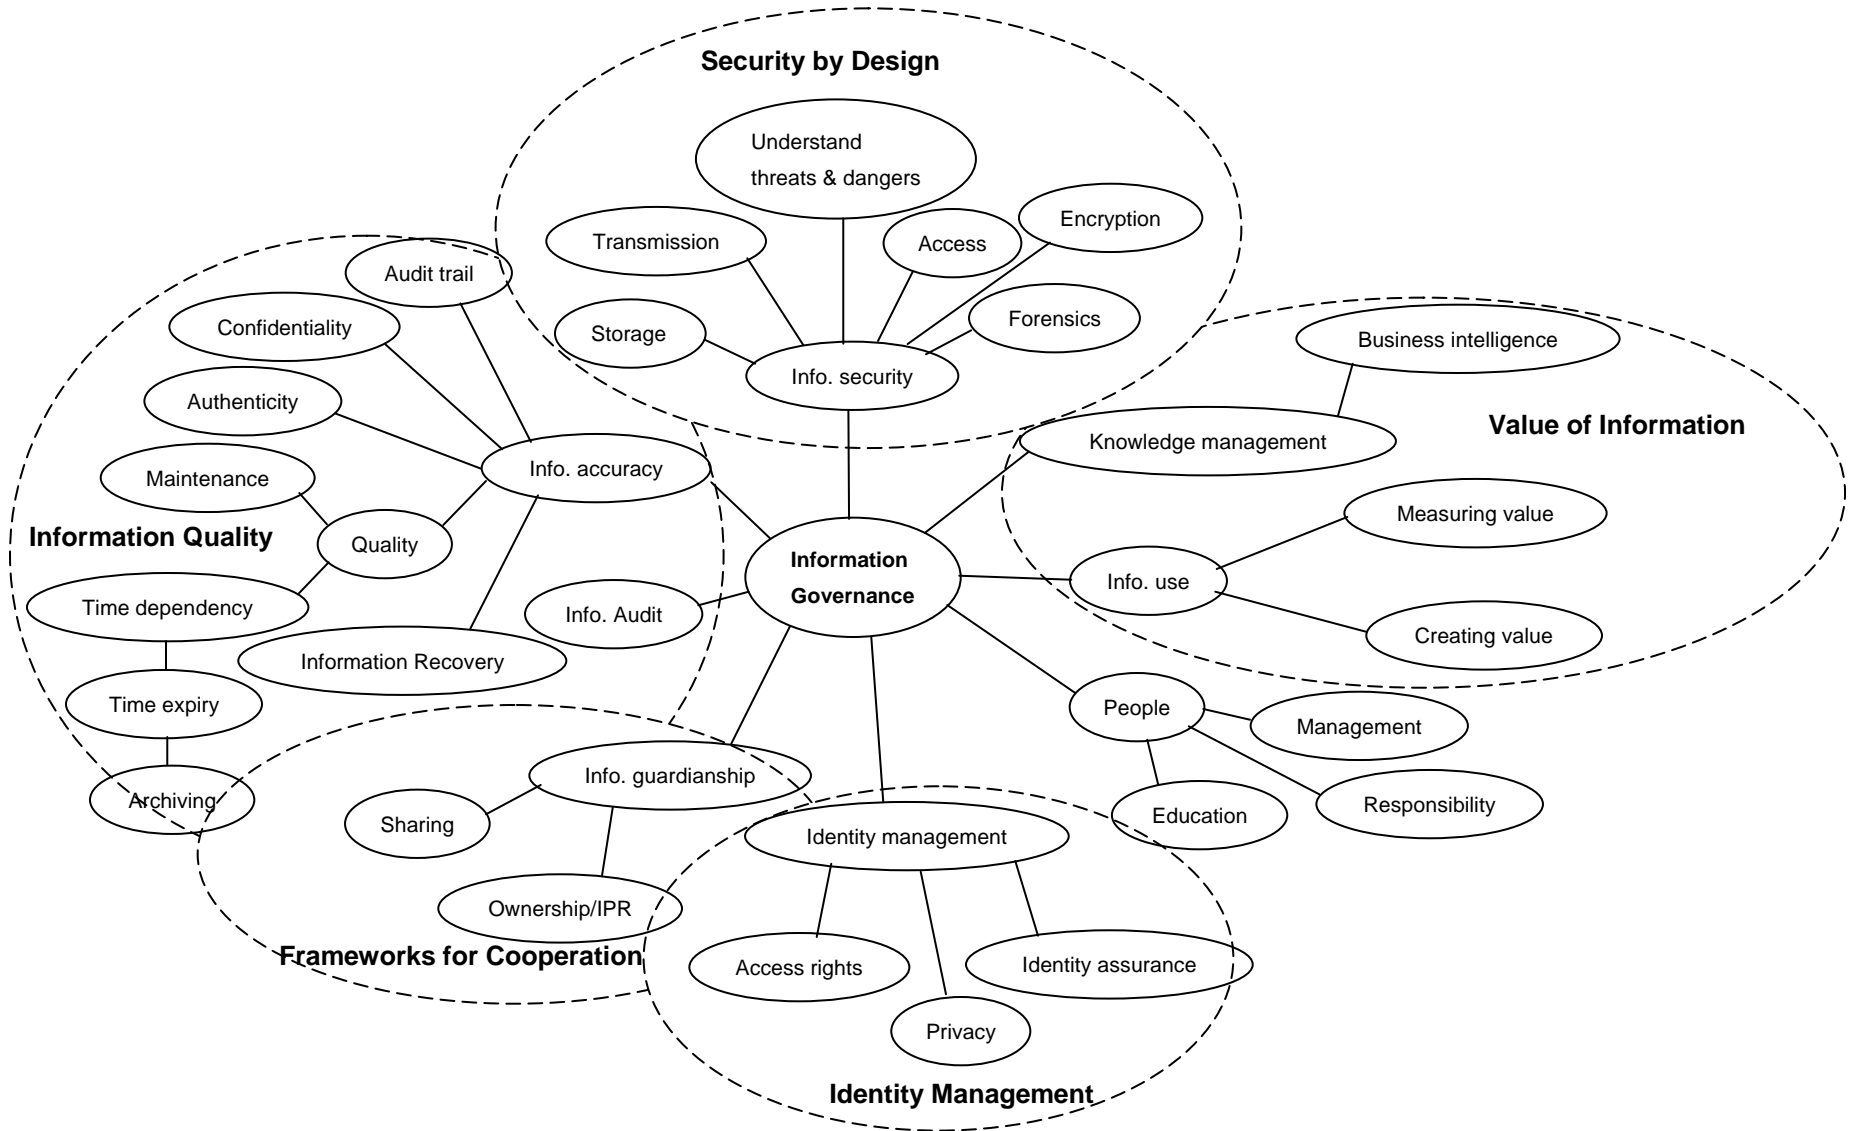 Security by Design
Understand
threats & dangers
Encryption
Transmission
Access
Audit trail
Forensics
Confidentiality
Storage
Business intelligence
Info. security
Authenticity
Value of Information
Knowledge management
Info. accuracy
Maintenance
Measuring value
Information Quality
Quality
Information
Governance
Info. use
Time dependency
Info. Audit
Creating value
Information Recovery
Time expiry
People
Management
Info. guardianship
Archiving
Responsibility
Sharing
Education
Identity management
Ownership/IPR
Frameworks for Cooperation
Access rights
Identity assurance
Privacy
Identity Management